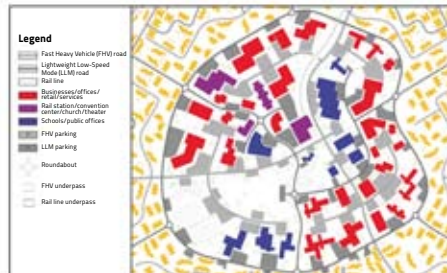 Legend
Fast Heavy Vehicle (FHV) road
Lightweight Low-Speed
Mode (LLM) road
Rail line
Businesses/offices/
retail/services
Rail station/convention
center/church/theater
Schools/public offices
FHV parking
LLM parking
Roundabout
FHV underpass
Rail line underpass